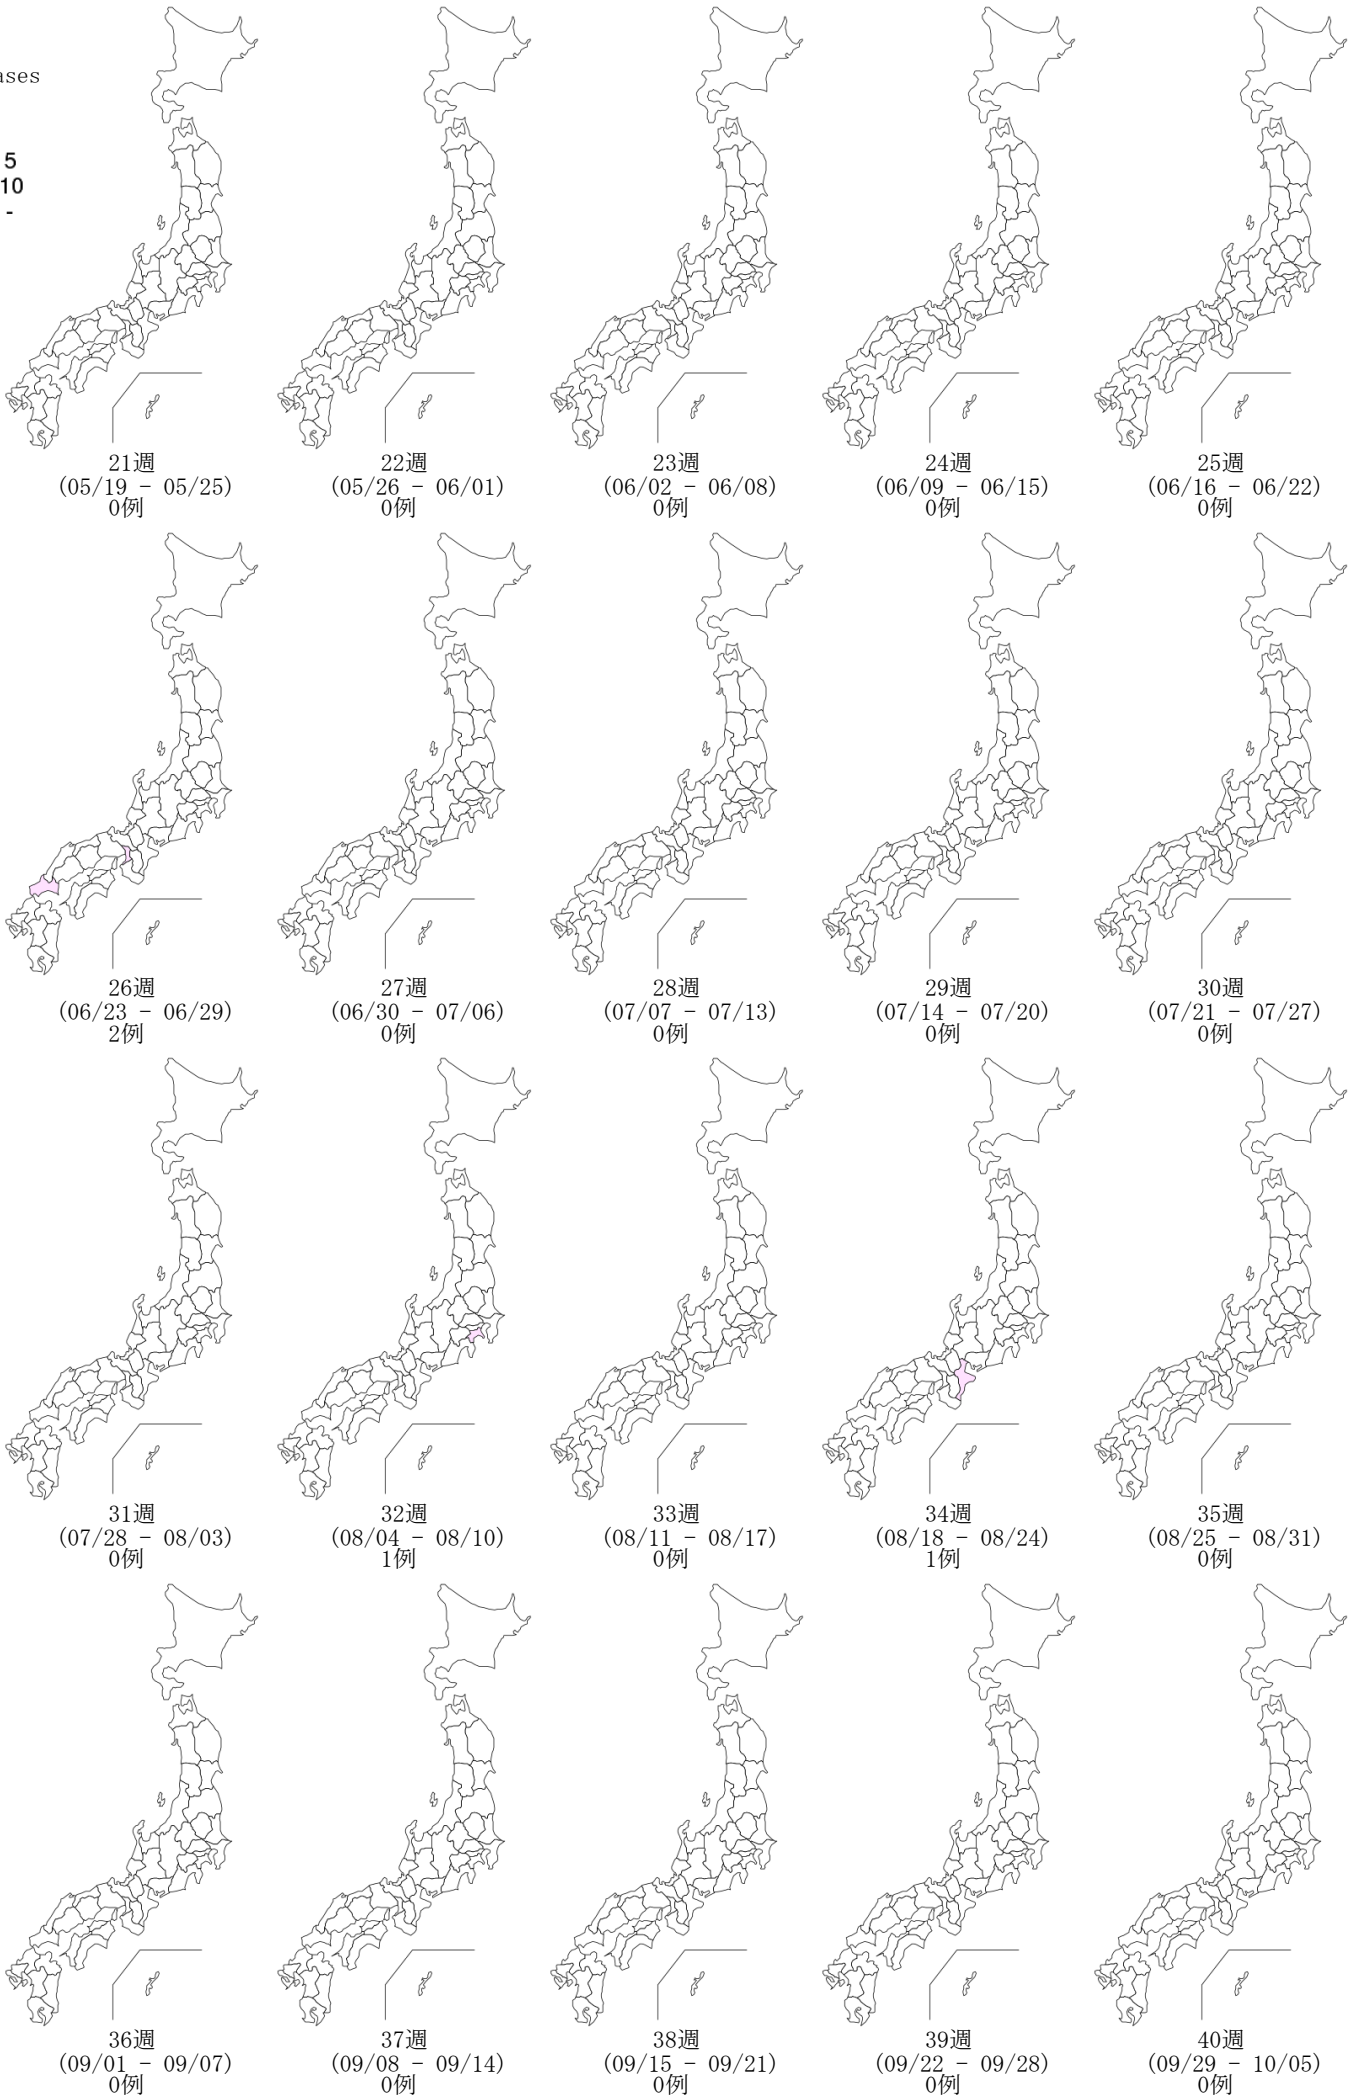 5
10
-
21週
(05/19 - 05/25)
0例
22週
(05/26 - 06/01)
0例
23週
(06/02 - 06/08)
0例
24週
(06/09 - 06/15)
0例
25週
(06/16 - 06/22)
0例
26週
(06/23 - 06/29)
2例
27週
(06/30 - 07/06)
0例
28週
(07/07 - 07/13)
0例
29週
(07/14 - 07/20)
0例
30週
(07/21 - 07/27)
0例
31週
(07/28 - 08/03)
0例
32週
(08/04 - 08/10)
1例
33週
(08/11 - 08/17)
0例
34週
(08/18 - 08/24)
1例
35週
(08/25 - 08/31)
0例
36週
(09/01 - 09/07)
0例
37週
(09/08 - 09/14)
0例
38週
(09/15 - 09/21)
0例
39週
(09/22 - 09/28)
0例
40週
(09/29 - 10/05)
0例